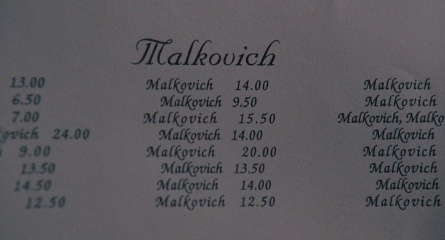 Malkovich
13.00 Malkovich 14.00 Malkovich
6.50 Malkovich 9.50 Malkovich
7.00 Malkovich 15.50 Malkovich, Malko
kovich 24.00 Malkovich 14.00 Malkovich
9.00 Malkovich 20.00 Malkovich
13.50 Malkovich 13.50 Malkovich
14.50 Malkovich 14.00 Malkovich
12.50 Malkovich 12.50 Malkovich